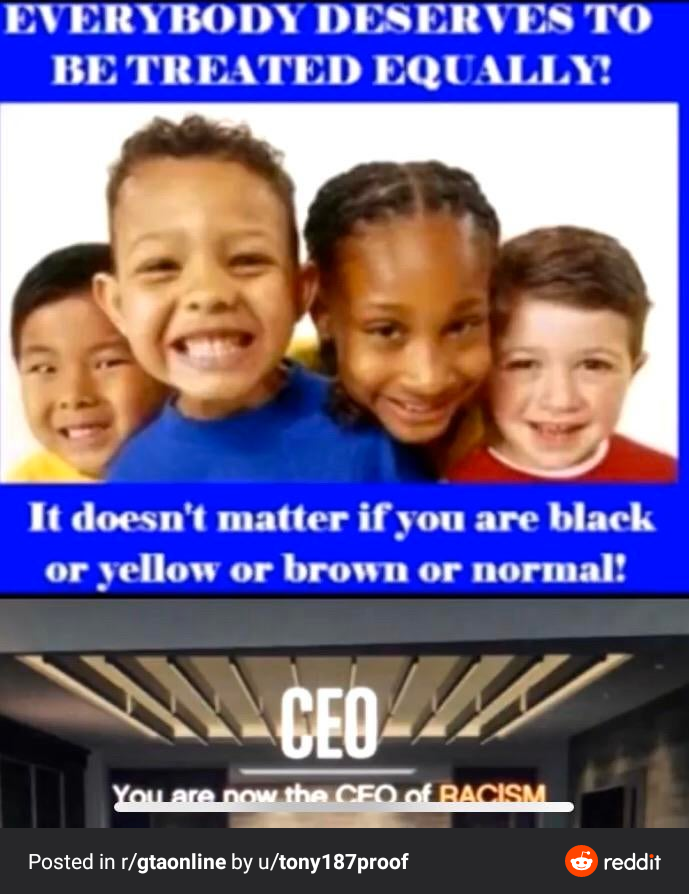 EVERYBODY DESERVES TO
BE TREATED EQUALLY!
It doesn't matter if you are black
or yellow or brown or normal!
CEO
You are now the CEO of RACISM
Posted in r/gtaonline by u/tony187proof
reddit